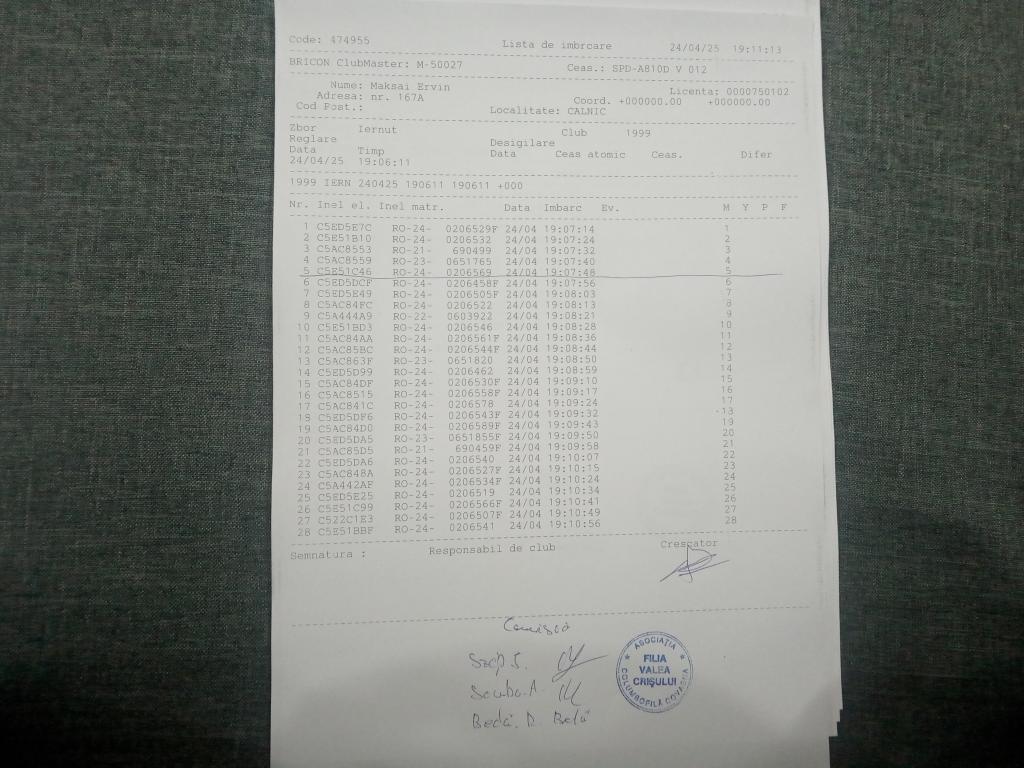 Code: 474955 Lista de imbrcare 24/04/25 19:11:13
BRICON ClubMaster: M-50027 Ceas.: SPD-A810D V 012
Nume: Maksai Ervin Licenta: 0000750102
Adresa: nr. 167A Coord. +000000.00 +000000.00
Cod Post.: Localitate: CALNIC
Zbor Iernut Club 1999
Reglare Desigilare
Data Timp Data Ceas atomic Ceas. Difer
24/04/25 19:06:11
1999 IERN 240425 190611 190611 +000
Nr. Inel el. Inel matr. Data Imbarc Ev. M Y P F
1 C5ED5E7C RO-24- 0206529F 24/04 19:07:14 1
2 C5E51B10 RO-24- 0206532 24/04 19:07:24 2
3 C5AC8553 RO-21- 690499 24/04 19:07:32 3
4 C5AC8559 RO-23- 0651765 24/04 19:07:40 4
5 C5E51C46 RO-24- 0206569 24/04 19:07:48 5
6 C5ED5DCF RO-24- 0206458F 24/04 19:07:56 6
7 C5ED5E49 RO-24- 0206505F 24/04 19:08:03 7
8 C5AC84FC RO-24- 0206522 24/04 19:08:13 8
9 C5A444A9 RO-22- 0603922 24/04 19:08:21 9
10 C5E51BD3 RO-24- 0206546 24/04 19:08:28 10
11 C5AC84AA RO-24- 0206561F 24/04 19:08:36 11
12 C5AC85BC RO-24- 0206544F 24/04 19:08:44 12
13 C5AC863F RO-23- 0651820 24/04 19:08:50 13
14 C5ED5D99 RO-24- 0206462 24/04 19:08:59 14
15 C5AC84DF RO-24- 0206530F 24/04 19:09:10 15
16 C5AC8515 RO-24- 0206558F 24/04 19:09:17 16
17 C5AC841C RO-24- 0206578 24/04 19:09:24 17
18 C5ED5DF6 RO-24- 0206543F 24/04 19:09:32 18
19 C5AC84D0 RO-24- 0206589F 24/04 19:09:43 19
20 C5ED5DA5 RO-23- 0651855F 24/04 19:09:50 20
21 C5AC85D5 RO-21- 690459F 24/04 19:09:58 21
22 C5ED5DA6 RO-24- 0206540 24/04 19:10:07 22
23 C5AC848A RO-24- 0206527F 24/04 19:10:15 23
24 C5A442AF RO-24- 0206534F 24/04 19:10:24 24
25 C5ED5E25 RO-24- 0206519 24/04 19:10:34 25
26 C5E51C99 RO-24- 0206566F 24/04 19:10:41 26
27 C522C1E3 RO-24- 0206507F 24/04 19:10:49 27
28 C5E51BBF RO-24- 0206541 24/04 19:10:56 28
Semnatura : Responsabil de club Crescator
ASOCIAȚIA
FILIA
VALEA
CRIȘULUI
COLUMBOFILĂ COVASNA